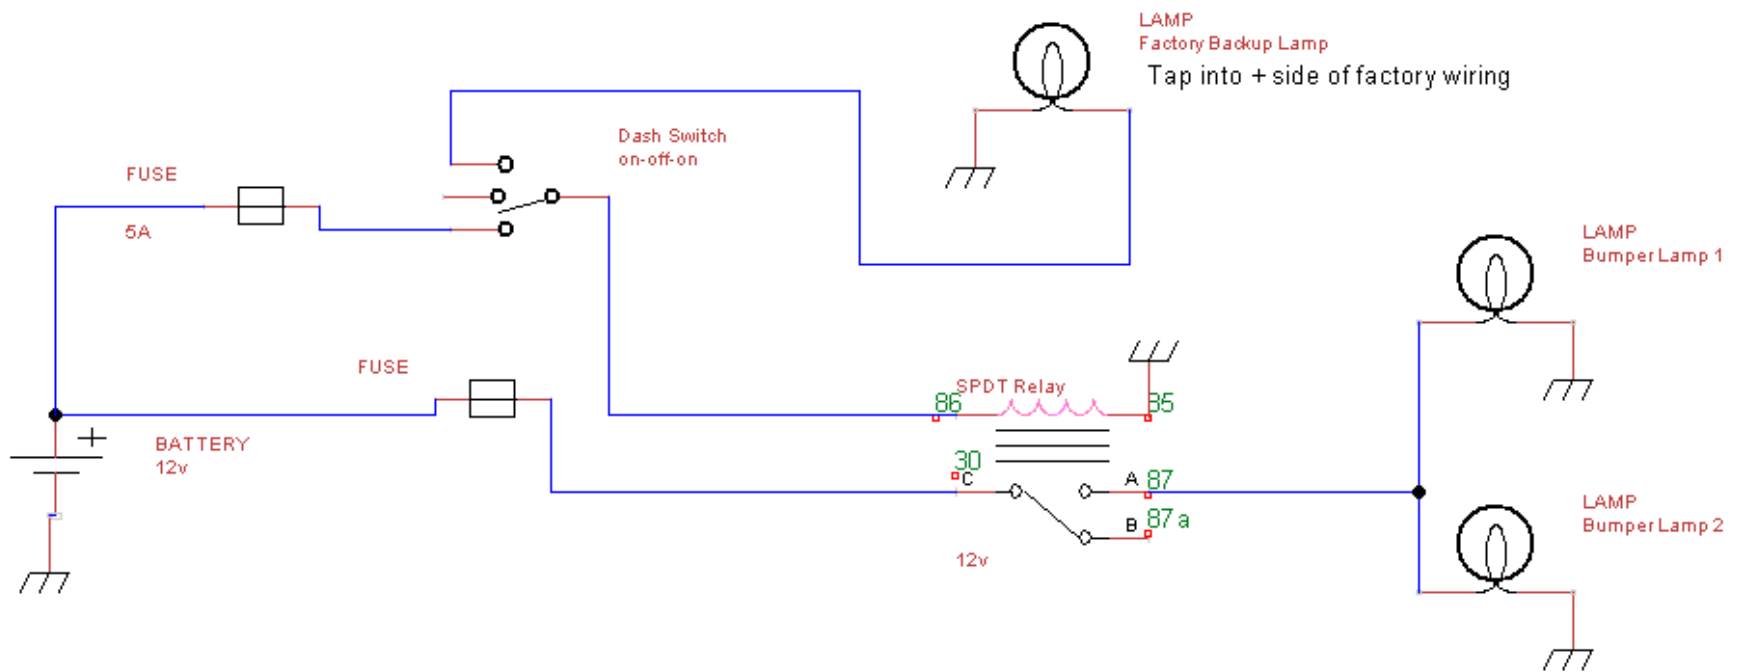 LAMP
Factory Backup Lamp
Tap into + side of factory wiring
Dash Switch
on-off-on
FUSE
5A
LAMP
Bumper Lamp 1
FUSE
SPDT Relay
86
85
BATTERY
12v
+
30
C
A
87
B
87a
12v
LAMP
Bumper Lamp 2